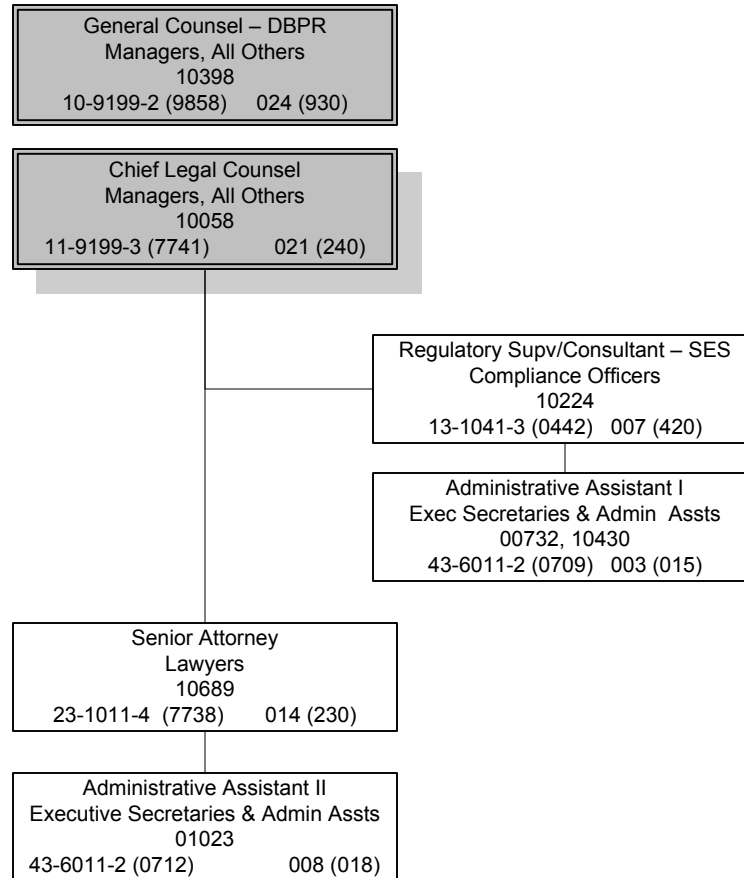 General Counsel – DBPR
Managers, All Others
10398
10-9199-2 (9858) 024 (930)
Chief Legal Counsel
Managers, All Others
10058
11-9199-3 (7741) 021 (240)
Regulatory Supv/Consultant – SES
Compliance Officers
10224
13-1041-3 (0442) 007 (420)
Administrative Assistant I
Exec Secretaries & Admin Assts
00732, 10430
43-6011-2 (0709) 003 (015)
Senior Attorney
Lawyers
10689
23-1011-4 (7738) 014 (230)
Administrative Assistant II
Executive Secretaries & Admin Assts
01023
43-6011-2 (0712) 008 (018)